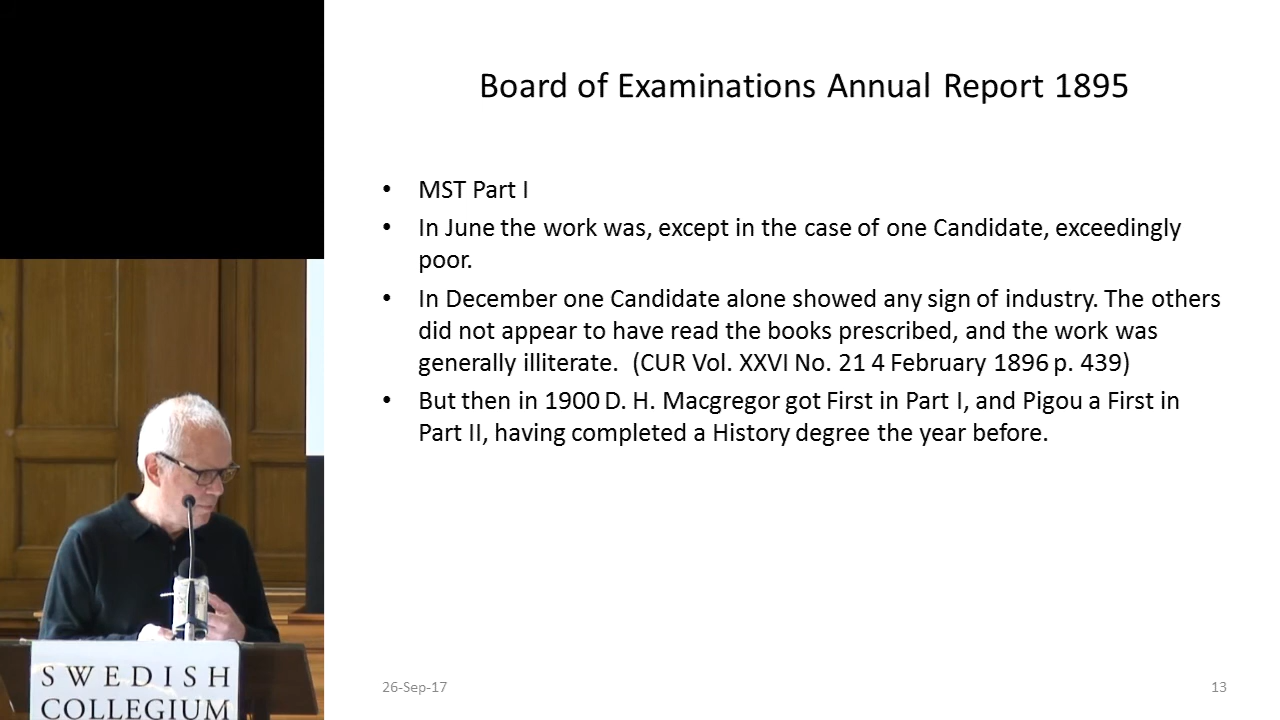 Board of Examinations Annual Report 1895
• MST Part I
• In June the work was, except in the case of one Candidate, exceedingly
poor.
• In December one Candidate alone showed any sign of industry. The others
did not appear to have read the books prescribed, and the work was
generally illiterate. (CUR Vol. XXVI No. 21 4 February 1896 p. 439)
• But then in 1900 D. H. Macgregor got First in Part I, and Pigou a First in
Part II, having completed a History degree the year before.
SWEDISH
COLLEGIUM
26-Sep-17
13